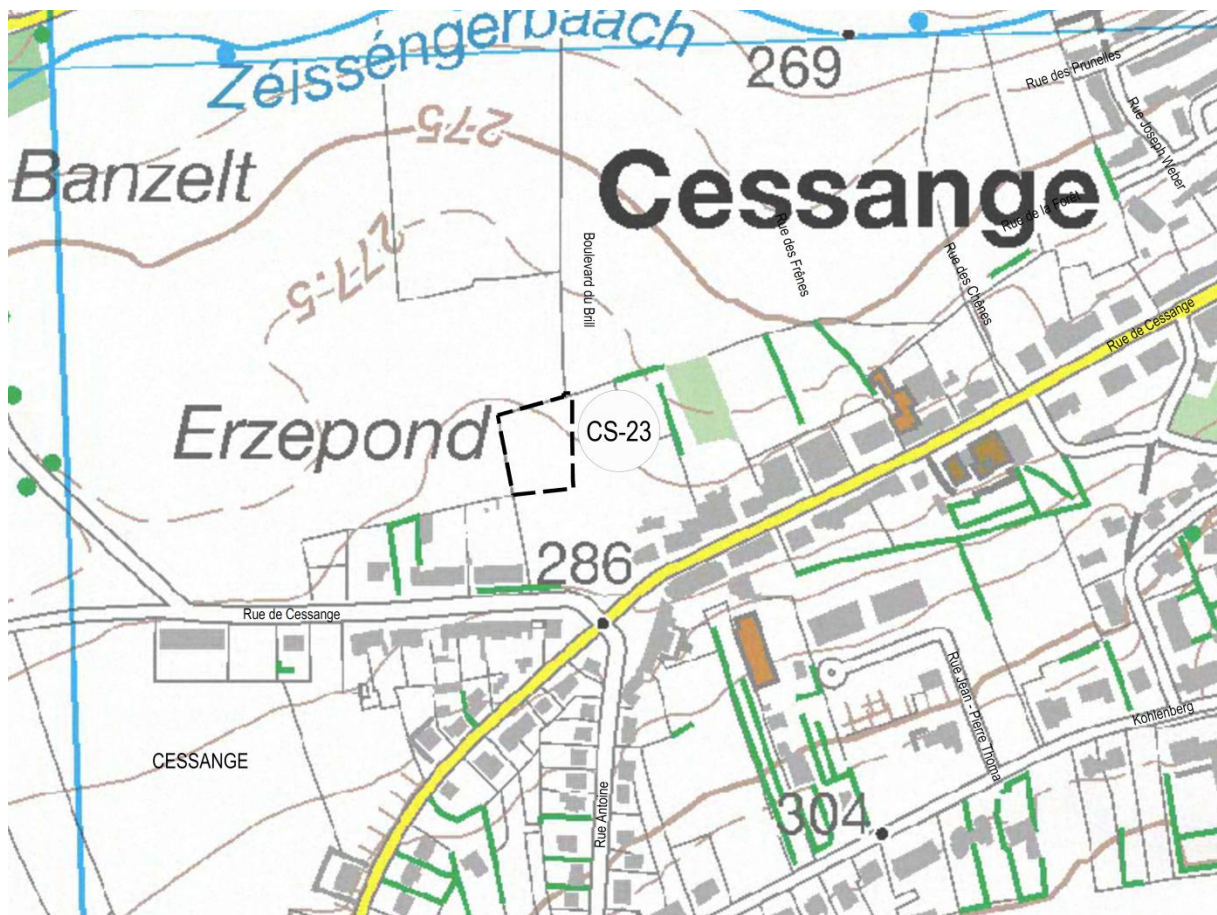 Zéisséngerbaach
269
Rue des Prunelles
Rue Joseph Weber
275
Banzelt
Cessange
Rue de la Forêt
Rue des Frênes
277.5
Boulevard du Brill
Rue des Chênes
Rue de Cessange
Erzepond
CS-23
286
Rue de Cessange
Rue Jean - Pierre Thoma
Kohlenberg
CESSANGE
304
Rue Antoine